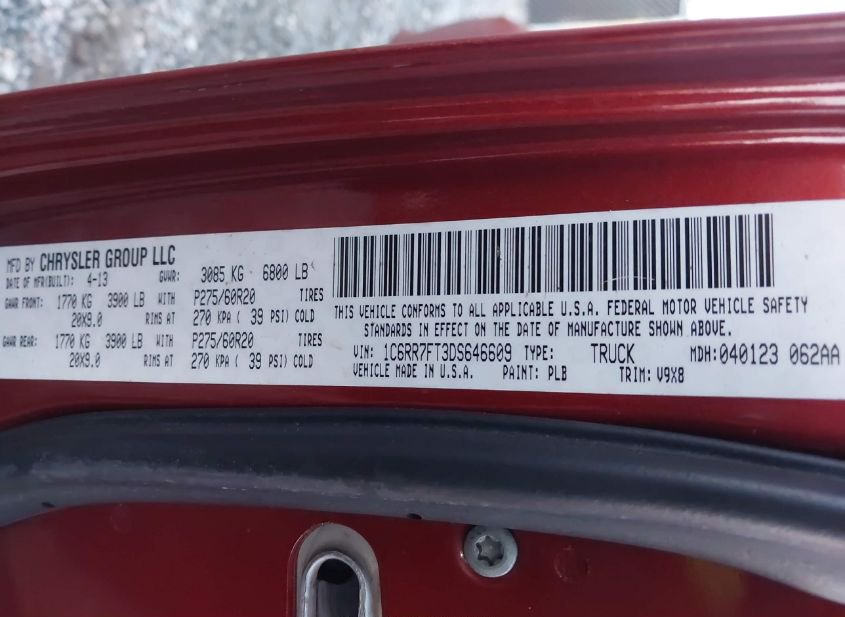 MFD BY CHRYSLER GROUP LLC
DATE OF MFR(BUILT): 4-13 GVWR: 3085 KG 6800 LB
GAWR FRONT: 1770 KG 3900 LB WITH P275/60R20 TIRES
20X9.0 RIMS AT 270 KPA ( 39 PSI) COLD
GAWR REAR: 1770 KG 3900 LB WITH P275/60R20 TIRES
20X9.0 RIMS AT 270 KPA ( 39 PSI) COLD
THIS VEHICLE CONFORMS TO ALL APPLICABLE U.S.A. FEDERAL MOTOR VEHICLE SAFETY
STANDARDS IN EFFECT ON THE DATE OF MANUFACTURE SHOWN ABOVE.
VIN: 1C6RR7FT3DS646609 TYPE: TRUCK MDH:040123 062AA
VEHICLE MADE IN U.S.A. PAINT: PLB TRIM: V9X8